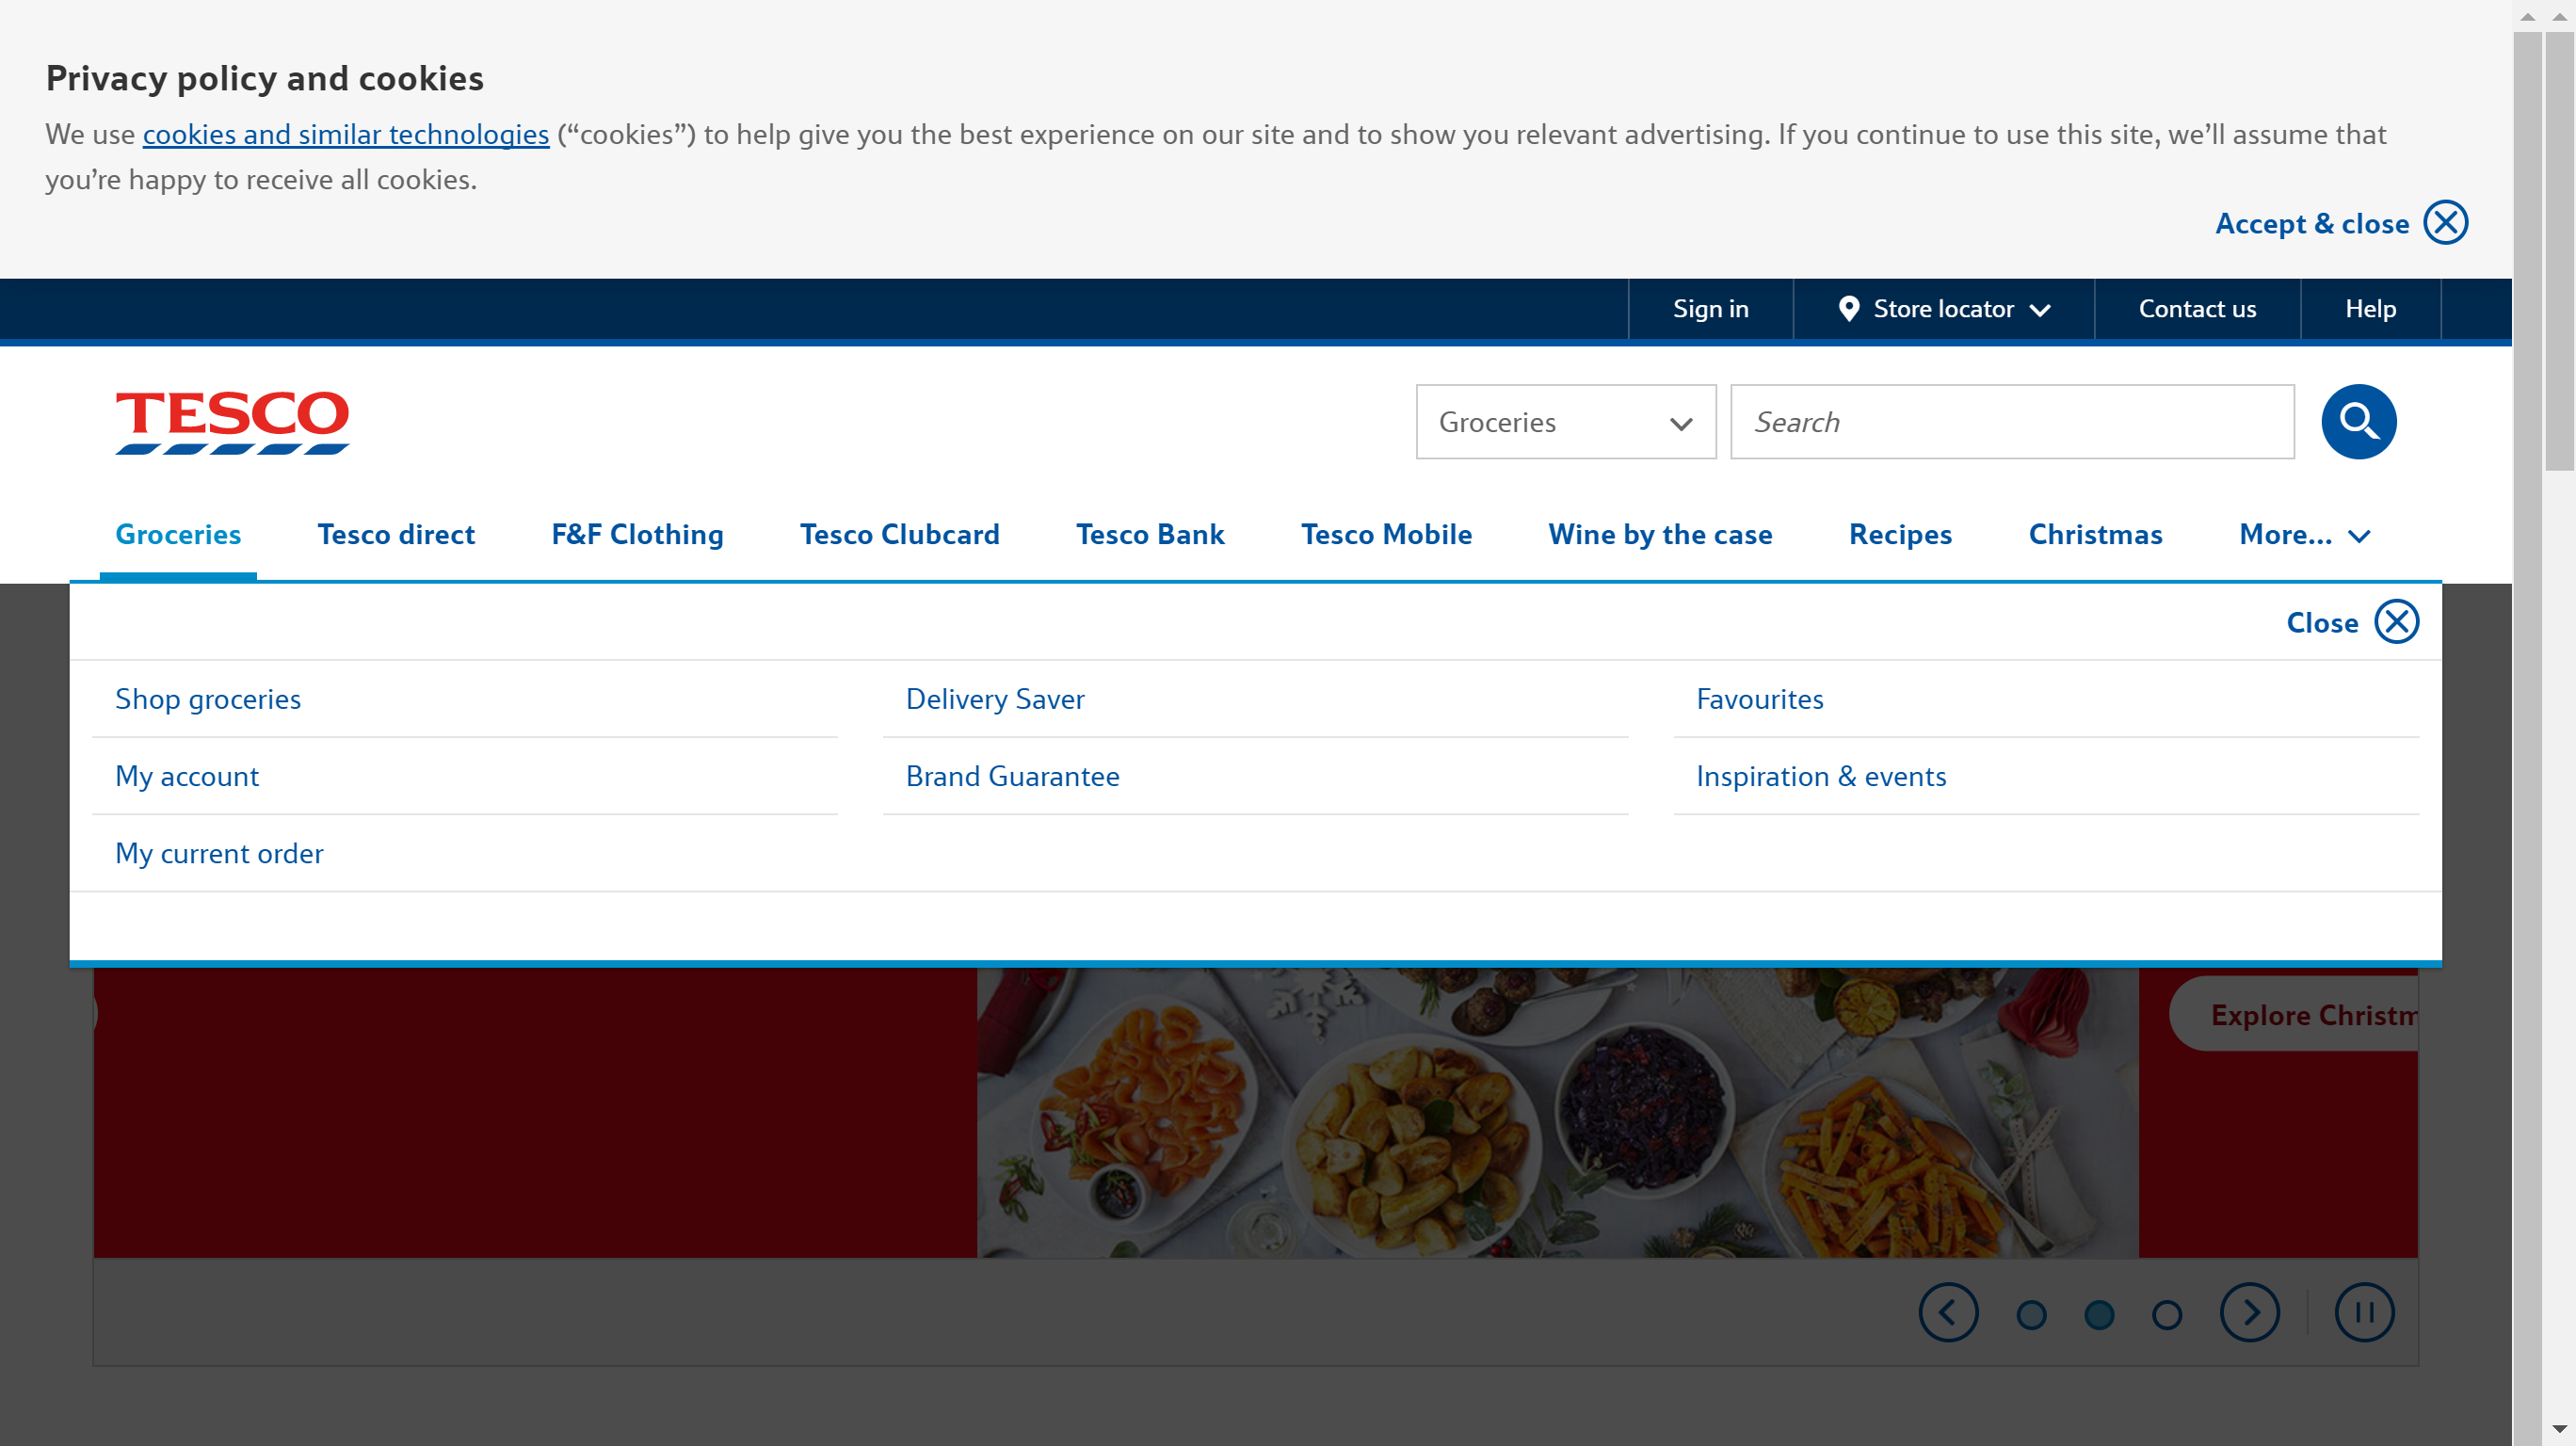 Privacy policy and cookies
We use cookies and similar technologies (“cookies”) to help give you the best experience on our site and to show you relevant advertising. If you continue to use this site, we’ll assume that
you’re happy to receive all cookies.
Accept & close
Sign in Store locator Contact us Help
TESCO
Groceries Search
Groceries Tesco direct F&F Clothing Tesco Clubcard Tesco Bank Tesco Mobile Wine by the case Recipes Christmas More...
Close
Shop groceries Delivery Saver Favourites
My account Brand Guarantee Inspiration & events
My current order
Explore Christm